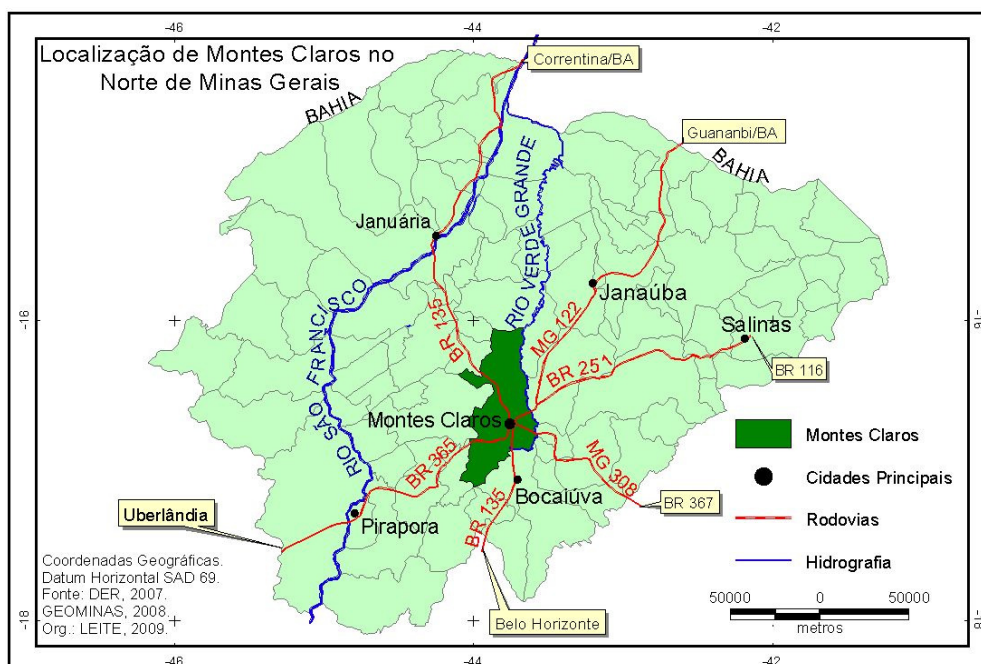 -46
-44
-42
Localização de Montes Claros no
Norte de Minas Gerais
Correntina/BA
BAHIA
Guananbi/BA
BAHIA
RIO VERDE GRANDE
Januária
RIO SÃO FRANCISCO
BR 135
MG 122
Janaúba
Salinas
-16
BR 251
BR 116
Montes Claros
Montes Claros
BR 365
MG 308
Cidades Principais
Bocaiúva
BR 367
Uberlândia
Pirapora
BR 135
Rodovias
Coordenadas Geográficas.
Datum Horizontal SAD 69.
Fonte: DER, 2007.
GEOMINAS, 2008.
Org.: LEITE, 2009.
Hidrografia
50000 0 50000
metros
Belo Horizonte
-18
-46
-44
-42